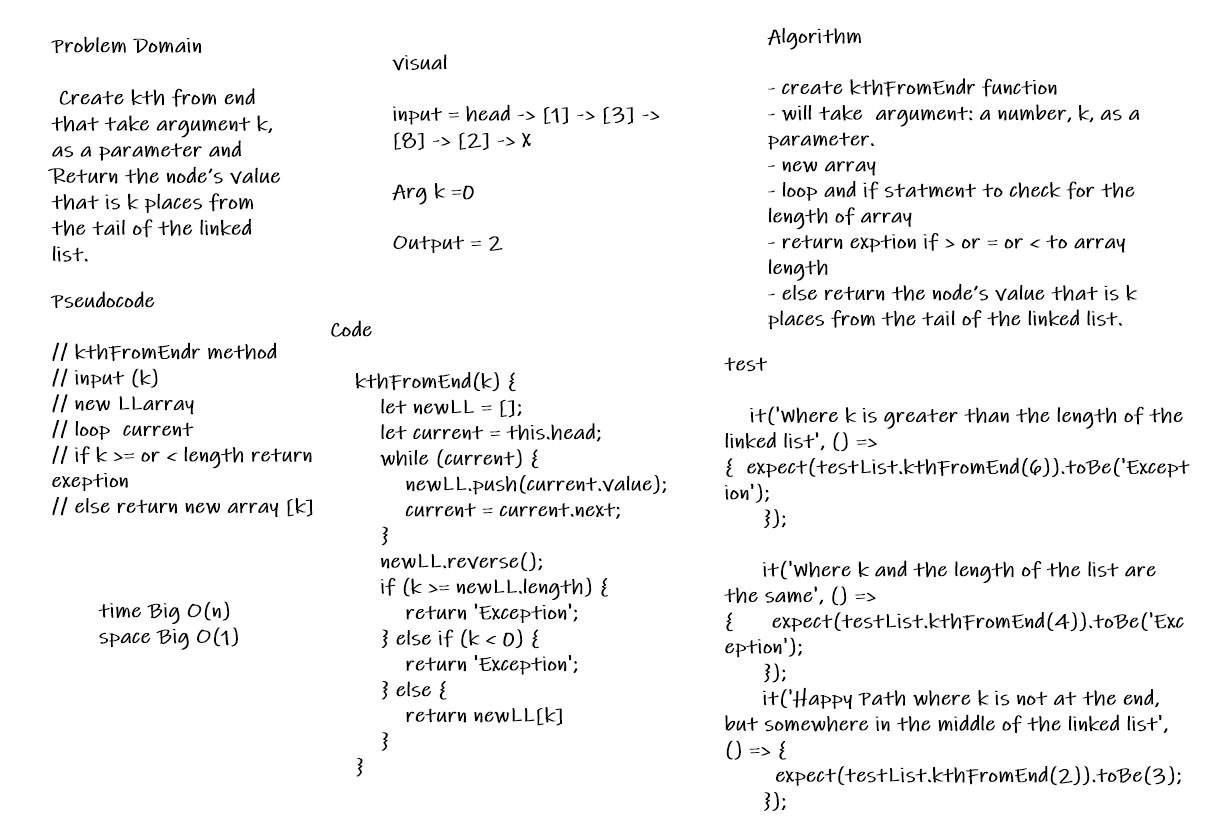 Problem Domain
Create kth from end
that take argument k,
as a parameter and
Return the node's value
that is k places from
the tail of the linked
list.
visual
input = head -> [1] -> [3] ->
[8] -> [2] -> X
Arg k =0
Output = 2
Algorithm
- create kthFromEndr function
- will take  argument: a number, k, as a
parameter.
- new array
- loop and if statment to check for the
length of array
- return exption if > or = or < to array
length
- else return the node's value that is k
places from the tail of the linked list.
Pseudocode
// kthFromEndr method
// input (k)
// new LLarray
// loop  current
// if k >= or < length return
exeption
// else return new array [k]
time Big O(n)
space Big O(1)
Code
kthFromEnd(k) {
let newLL = [];
let current = this.head;
while (current) {
newLL.push(current.value);
current = current.next;
}
newLL.reverse();
if (k >= newLL.length) {
return 'Exception';
} else if (k < 0) {
return 'Exception';
} else {
return newLL[k]
}
}
test
it('Where k is greater than the length of the
linked list', () =>
{  expect(testList.kthFromEnd(6)).toBe('Except
ion');
});
it('Where k and the length of the list are
the same', () =>
{     expect(testList.kthFromEnd(4)).toBe('Exc
eption');
});
it('Happy Path where k is not at the end,
but somewhere in the middle of the linked list',
() => {
expect(testList.kthFromEnd(2)).toBe(3);
});